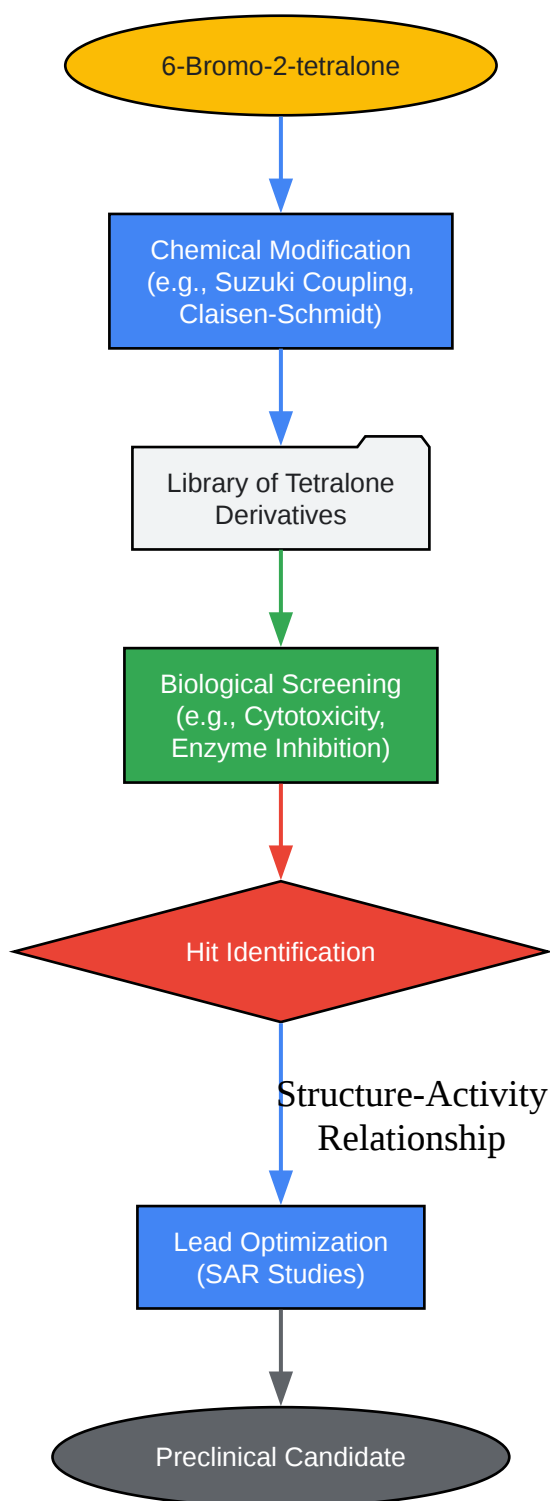 6-Bromo-2-tetralone
Chemical Modification
(e.g., Suzuki Coupling,
Claisen-Schmidt)
Library of Tetralone
Derivatives
Biological Screening
(e.g., Cytotoxicity,
Enzyme Inhibition)
Hit Identification
Structure-Activity
Relationship
Lead Optimization
(SAR Studies)
Preclinical Candidate